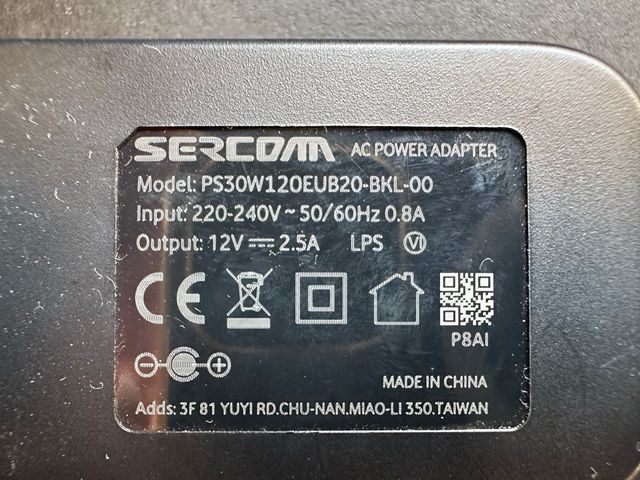 SERCOMM AC POWER ADAPTER
Model: PS30W120EUB20-BKL-00
Input: 220-240V ~ 50/60Hz 0.8A
Output: 12V ⎓ 2.5A LPS VI
CE
P8AI
MADE IN CHINA
Adds: 3F 81 YUYI RD.CHU-NAN.MIAO-LI 350.TAIWAN